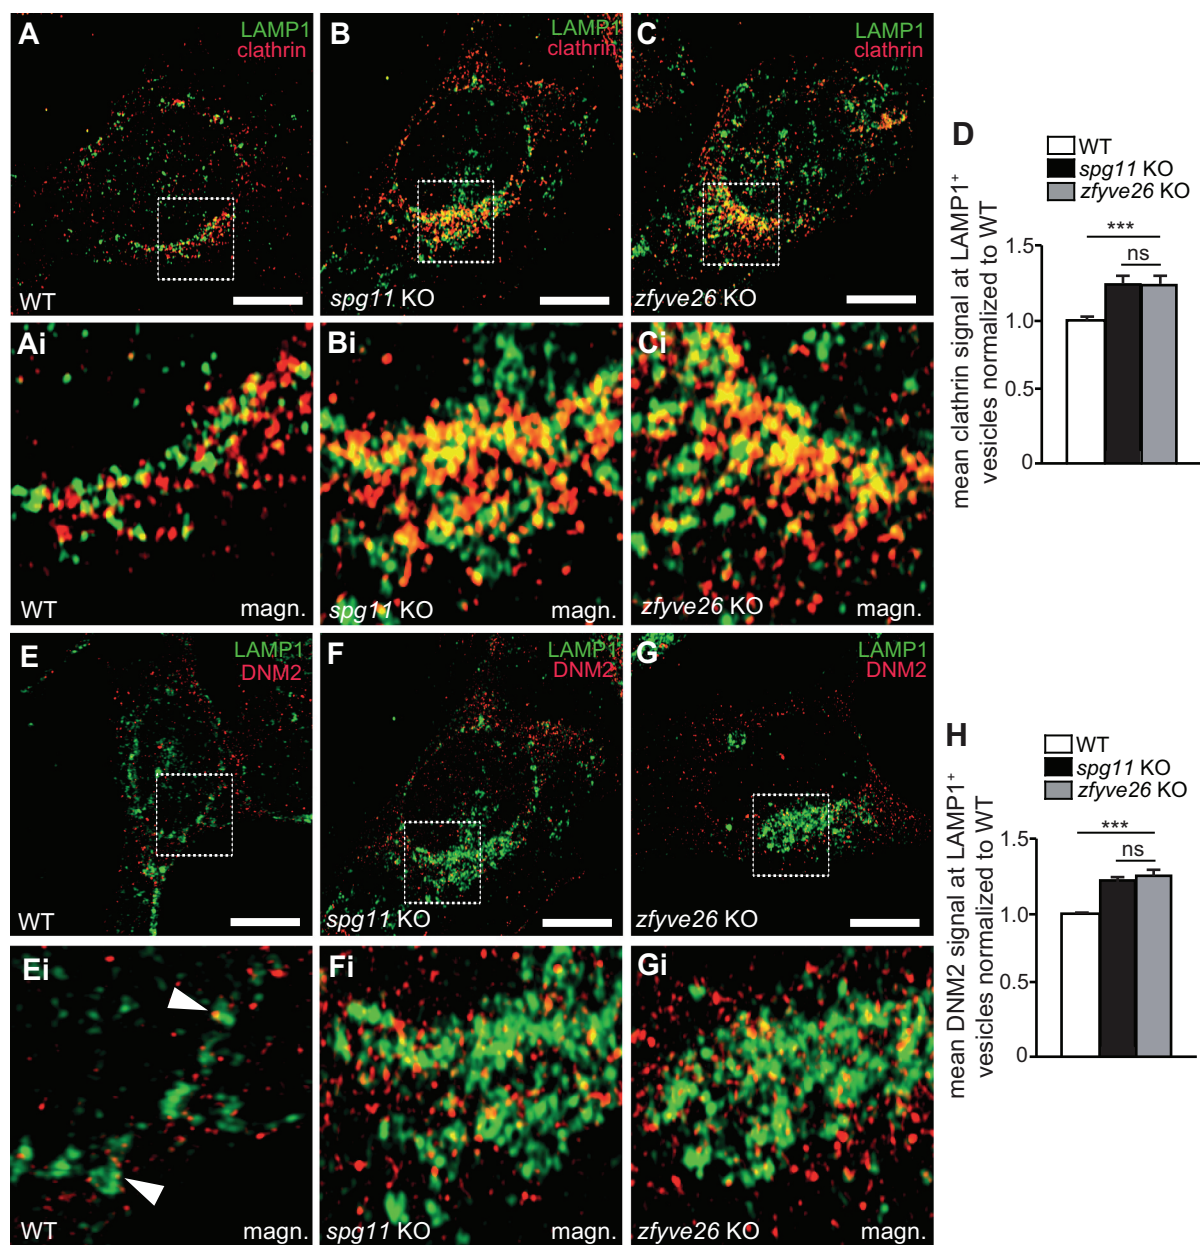 A
LAMP1
clathrin
WT
B
LAMP1
clathrin
spg11 KO
C
LAMP1
clathrin
zfyve26 KO
D
WT
spg11 KO
zfyve26 KO
mean clathrin signal at LAMP1+
vesicles normalized to WT
1.5
1.0
0.5
0
***
ns
Ai
WT
magn.
Bi
spg11 KO
magn.
Ci
zfyve26 KO
magn.
E
LAMP1
DNM2
WT
F
LAMP1
DNM2
spg11 KO
G
LAMP1
DNM2
zfyve26 KO
H
WT
spg11 KO
zfyve26 KO
mean DNM2 signal at LAMP1+
vesicles normalized to WT
1.5
1.0
0.5
0
***
ns
Ei
WT
magn.
Fi
spg11 KO
magn.
Gi
zfyve26 KO
magn.